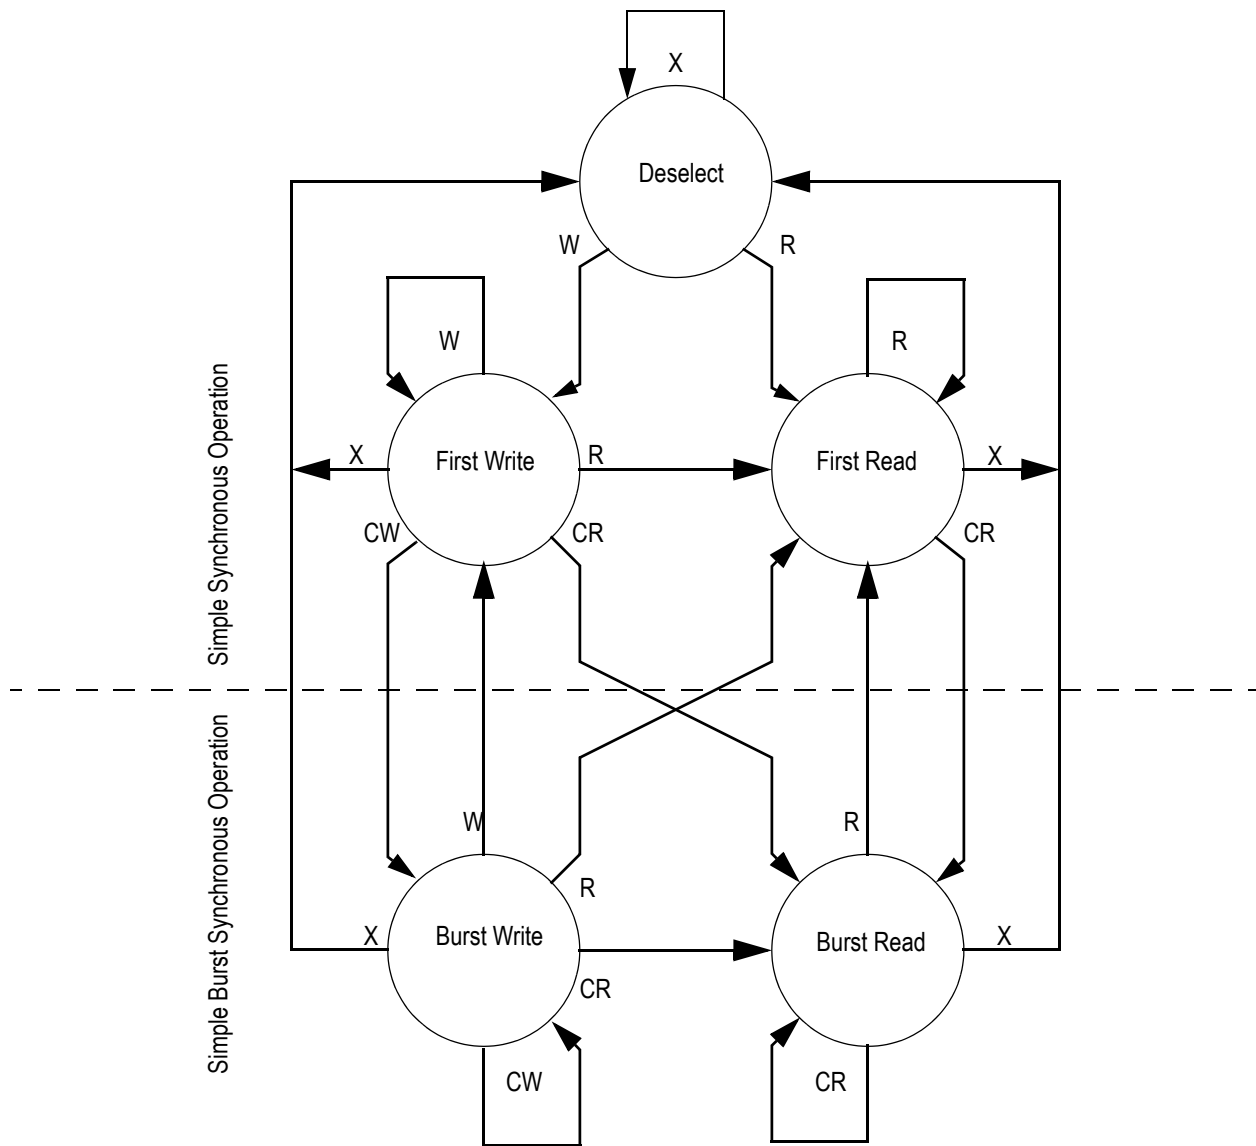 X
Deselect
W
R
W
R
Simple Synchronous Operation
X
First Write
R
First Read
X
CW
CR
CR
Simple Burst Synchronous Operation
W
R
R
X
Burst Write
Burst Read
X
CR
CW
CR